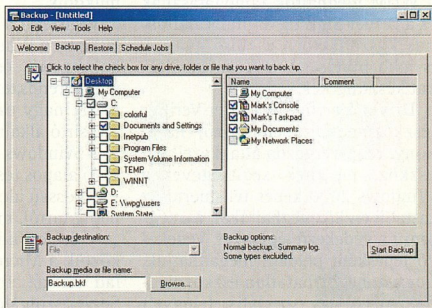 Backup - [Untitled]
Job Edit View Tools Help
Welcome Backup Restore Schedule Jobs
Click to select the check box for any drive, folder or file that you want to back up.
Desktop
My Computer
C:
colorful
Documents and Settings
Inetpub
Program Files
System Volume Information
TEMP
WINNT
D:
E: \\wpg\users
System State
Name Comment
My Computer
Mark's Console
Mark's Taskpad
My Documents
My Network Places
Backup destination:
File
Backup media or file name:
Backup.bkf
Browse...
Backup options:
Normal backup. Summary log.
Some types excluded.
Start Backup